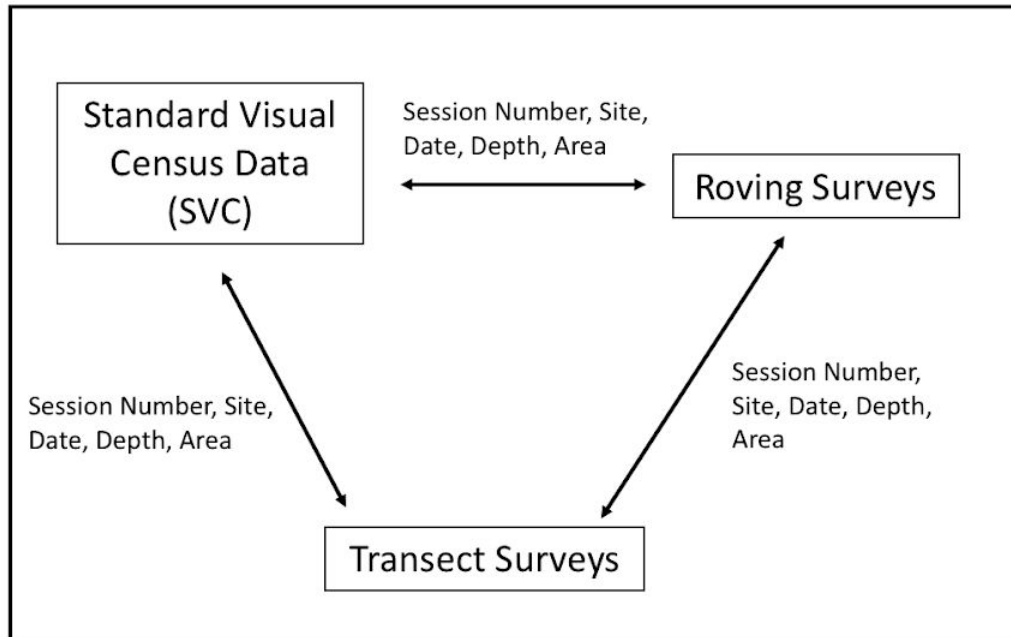 Standard Visual
Census Data
(SVC)
Session Number, Site,
Date, Depth, Area
Roving Surveys
Session Number, Site,
Date, Depth, Area
Session Number,
Site, Date, Depth,
Area
Transect Surveys